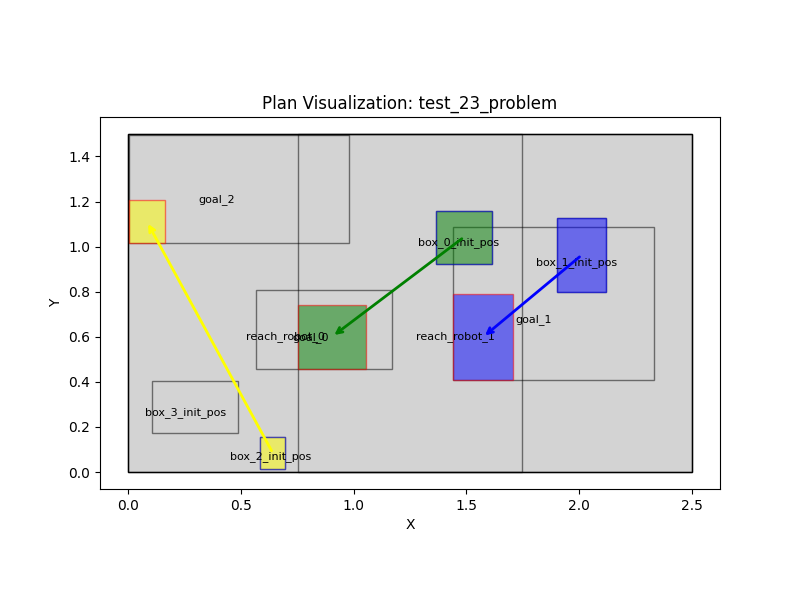 Plan Visualization: test_23_problem
1.4
1.2
1.0
0.8
0.6
0.4
0.2
0.0
Y
goal_2
box_0_init_pos
box_1_init_pos
goal_1
reach_robot_0
goal_0
reach_robot_1
box_3_init_pos
box_2_init_pos
0.0 0.5 1.0 1.5 2.0 2.5
X